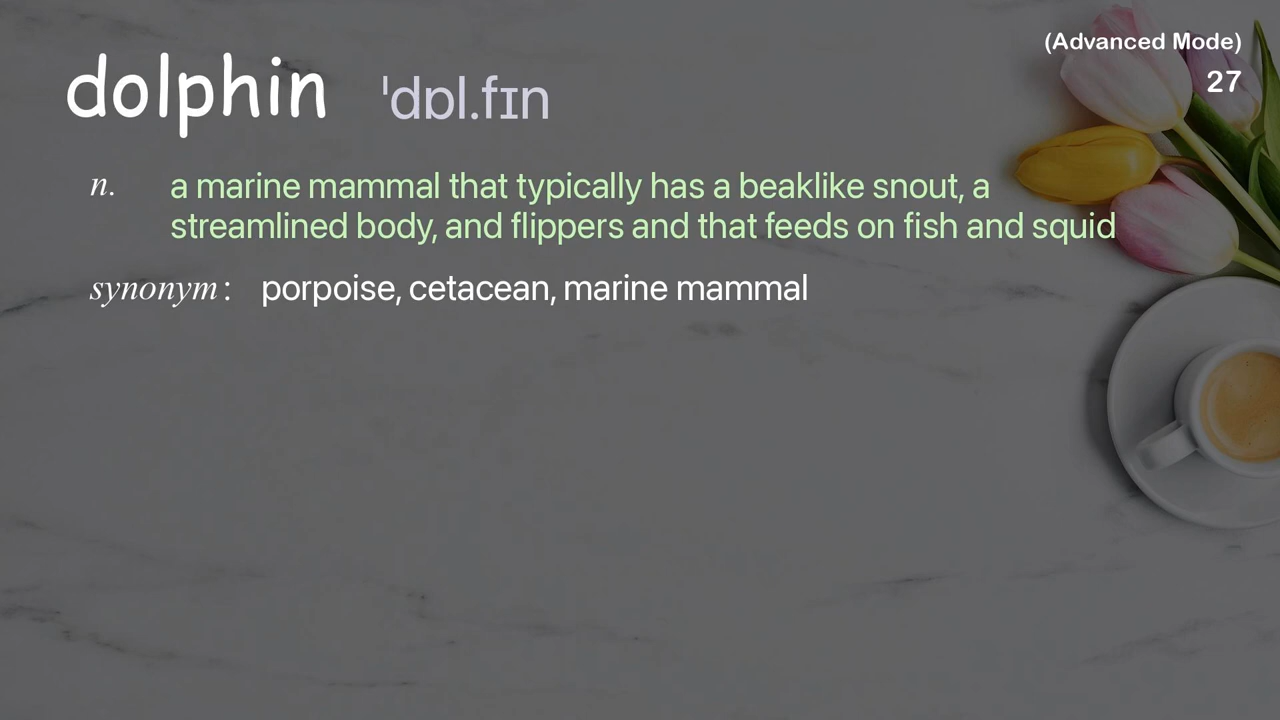 (Advanced Mode)
dolphin ˈdɒl.fɪn
27
n. a marine mammal that typically has a beaklike snout, a
streamlined body, and flippers and that feeds on fish and squid
synonym: porpoise, cetacean, marine mammal